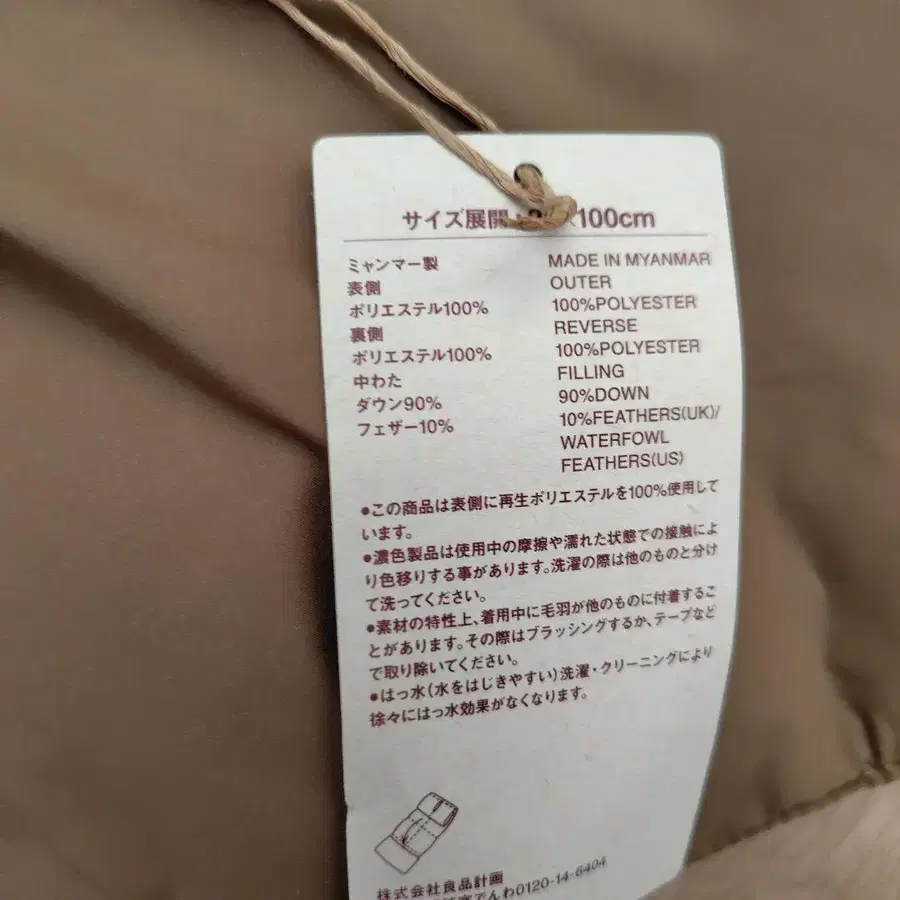 サイズ展開 100cm
ミャンマー製
表側
ポリエステル100%
裏側
ポリエステル100%
中わた
ダウン90%
フェザー10%
MADE IN MYANMAR
OUTER
100%POLYESTER
REVERSE
100%POLYESTER
FILLING
90%DOWN
10%FEATHERS(UK)/
WATERFOWL
FEATHERS(US)
●この商品は表側に再生ポリエステルを100%使用して
います。
●濃色製品は使用中の摩擦や濡れた状態での接触によ
り色移りする事があります。洗濯の際は他のものと分け
て洗ってください。
●素材の特性上、着用中に毛羽が他のものに付着するこ
とがあります。その際はブラッシングするか、テープなど
で取り除いてください。
●はっ水（水をはじきやすい）洗濯・クリーニングにより
徐々にはっ水効果がなくなります。
株式会社良品計画
でんわ0120-14-6404